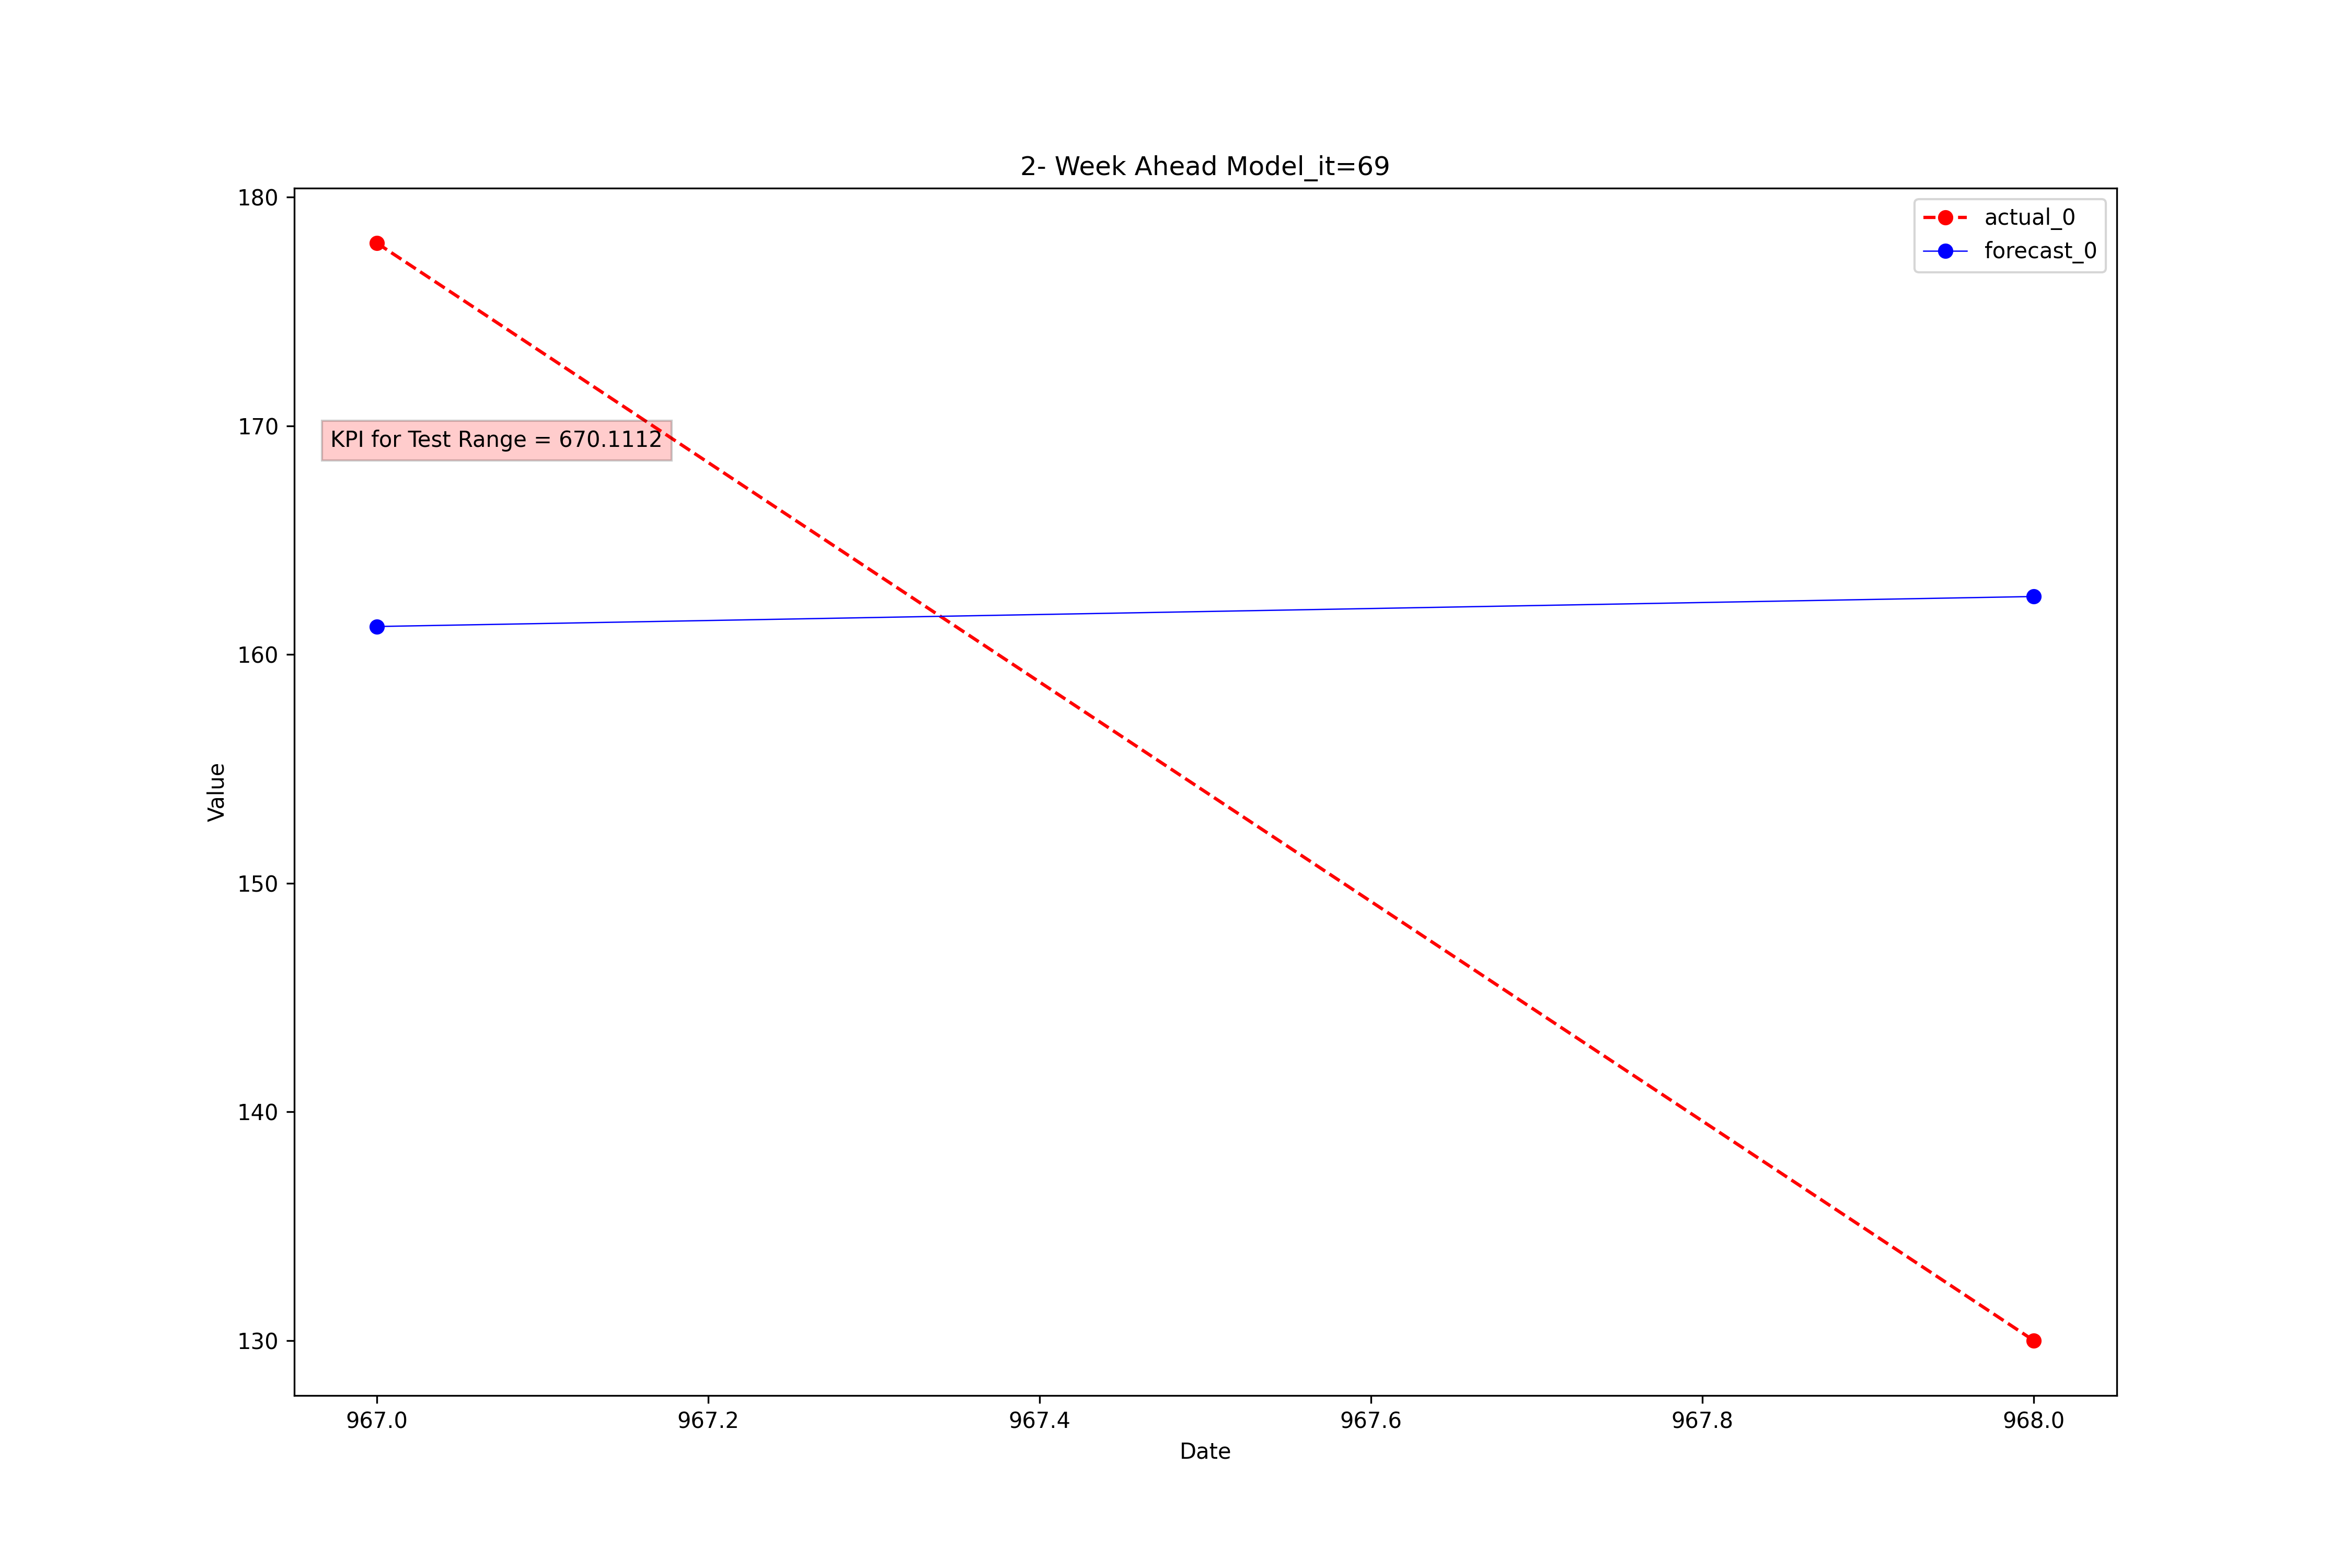 2- Week Ahead Model_it=69
actual_0
forecast_0
KPI for Test Range = 670.1112
Value
180
170
160
150
140
130
967.0 967.2 967.4 967.6 967.8 968.0
Date